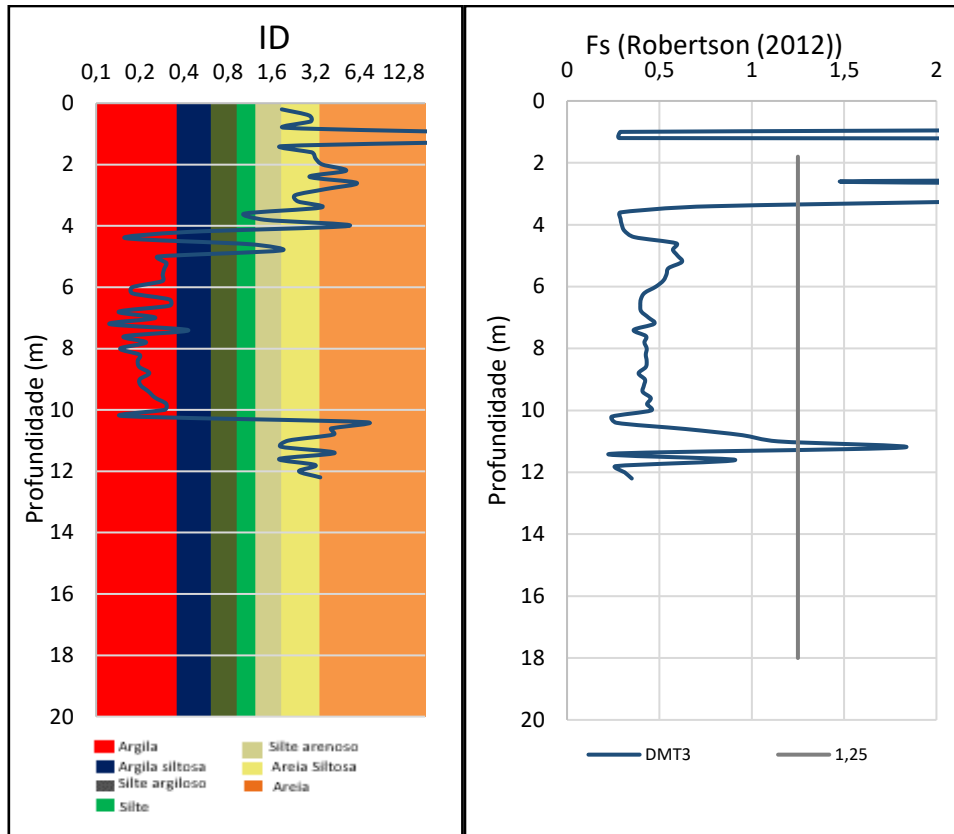 ID
0,1 0,2 0,4 0,8 1,6 3,2 6,4 12,8
0
2
4
6
8
10
12
14
16
18
20
Profundidade (m)
Argila
Argila siltosa
Silte argiloso
Silte
Silte arenoso
Areia Siltosa
Areia
Fs (Robertson (2012))
0 0,5 1 1,5 2
0
2
4
6
8
10
12
14
16
18
20
Profundidade (m)
DMT3 1,25